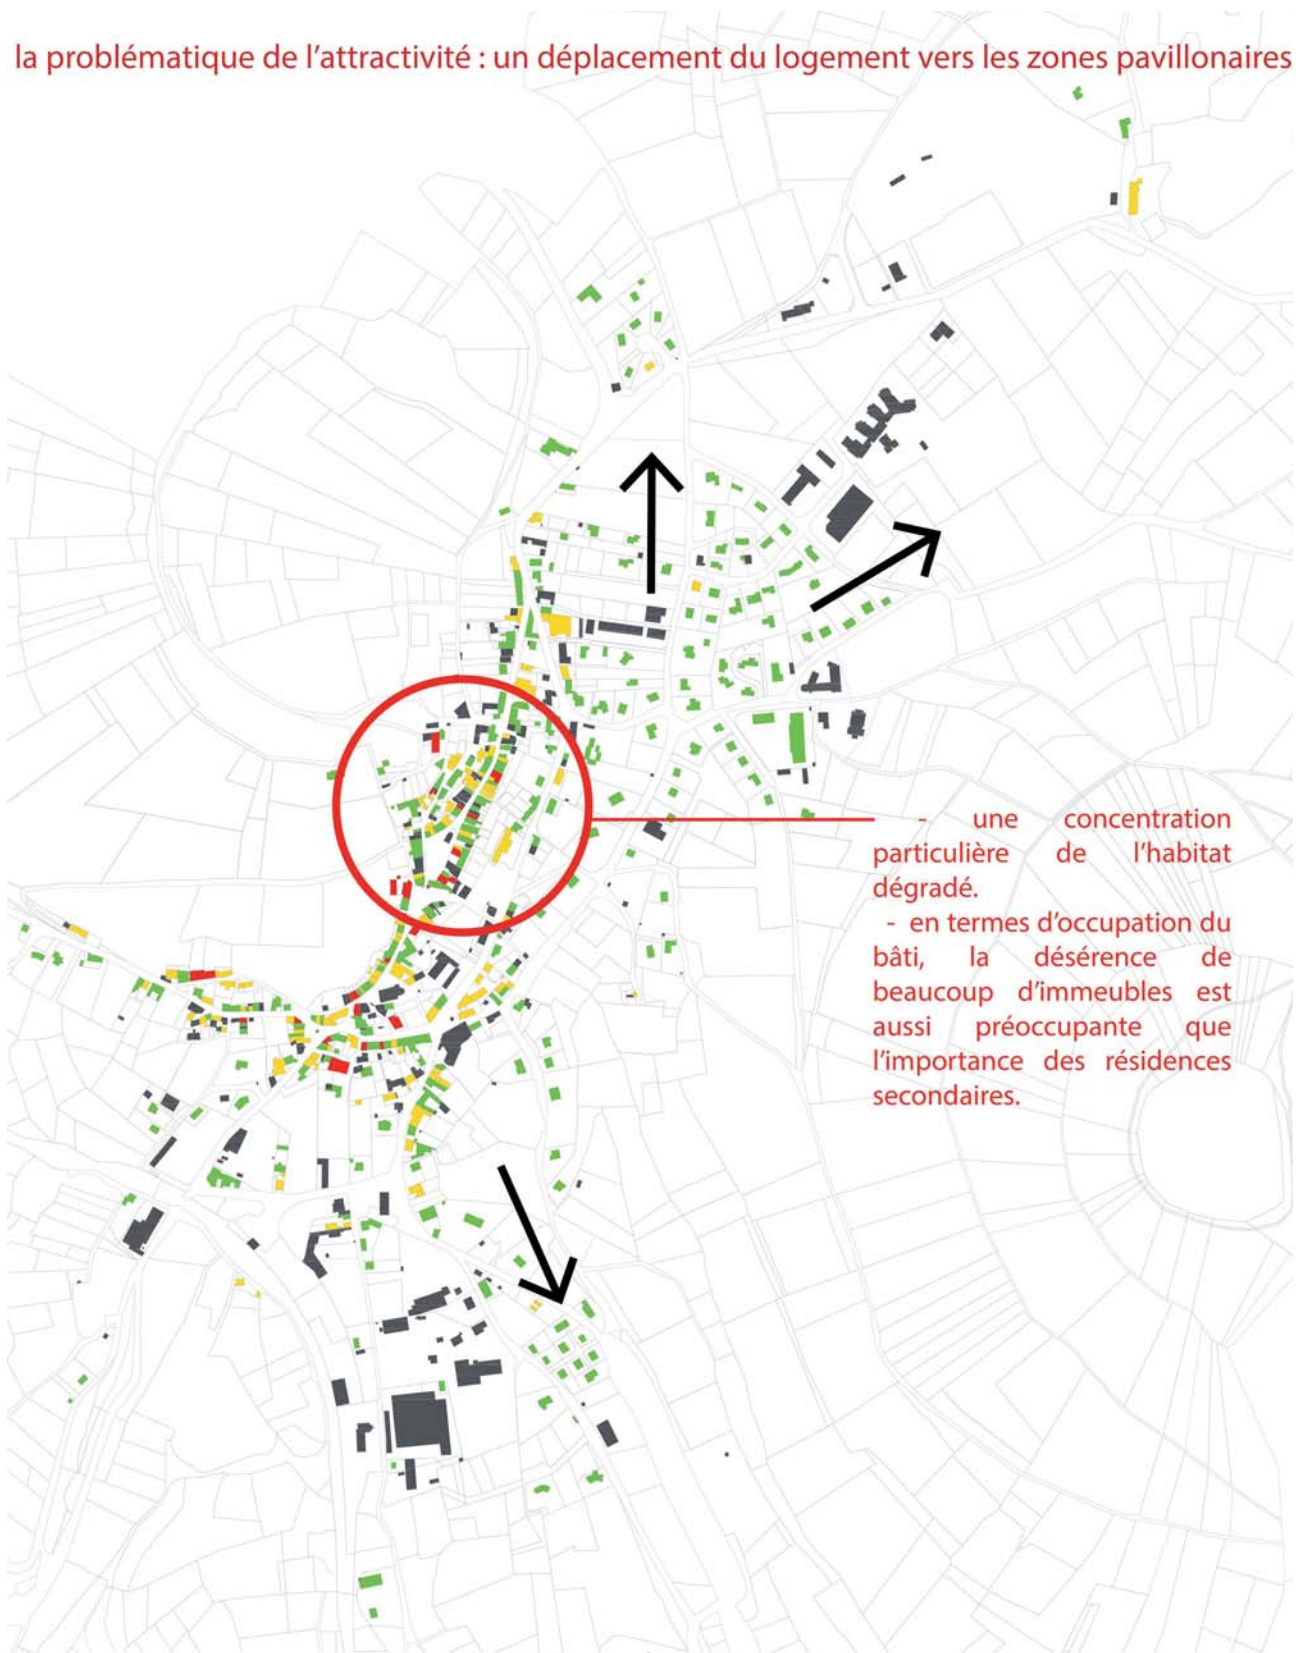 la problématique de l'attractivité : un déplacement du logement vers les zones pavillonaires
- une concentration
particulière de l'habitat
dégradé.
- en termes d'occupation du
bâti, la désérence de
beaucoup d'immeubles est
aussi préoccupante que
l'importance des résidences
secondaires.